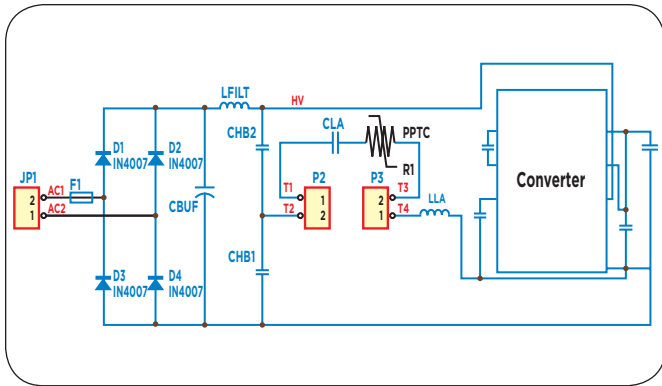 LFILT
HV
CHB2
CLA
PPTC
R1
D1
IN4007
D2
IN4007
JP1
2
1
AC1
F1
AC2
CBUF
T1
T2
P2
1
2
P3
2
1
T3
T4
LLA
Converter
CHB1
D3
IN4007
D4
IN4007